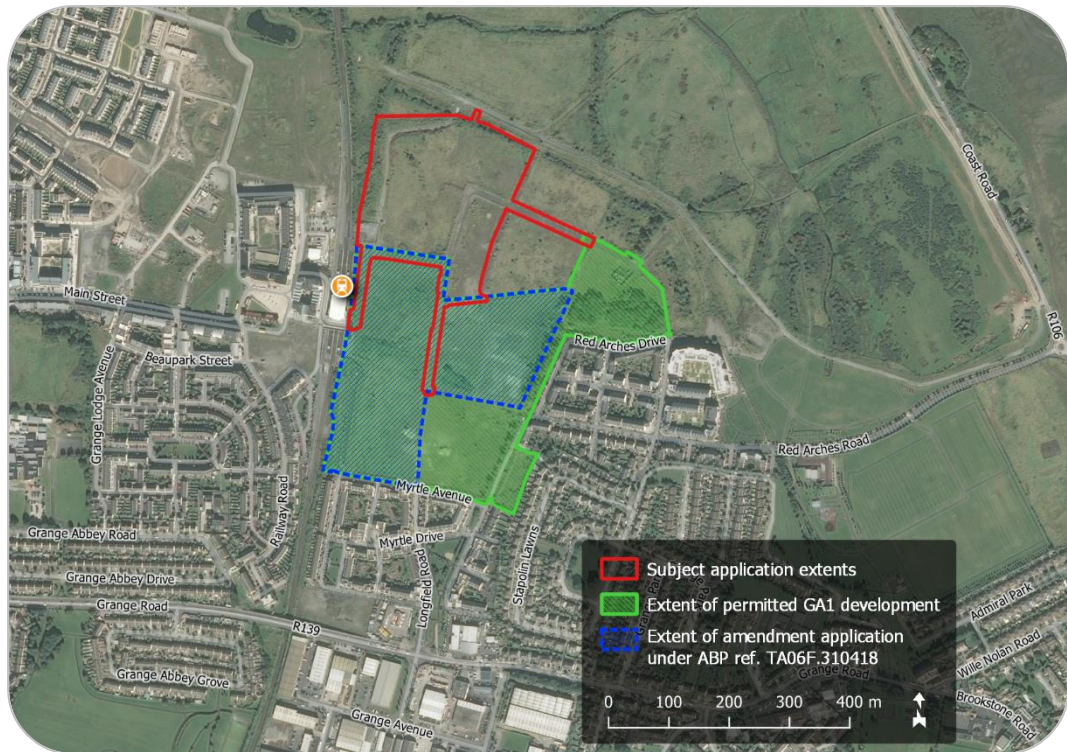 Coast Road
R106
Main Street
Beaupark Street
Grange Lodge Avenue
Red Arches Drive
Red Arches Road
Railway Road
Myrtle Avenue
Myrtle Drive
Longfield Road
Stapolin Lawns
Grange Abbey Road
Grange Abbey Drive
Grange Road
R139
Grange Abbey Grove
Grange Avenue
Subject application extents
Extent of permitted GA1 development
Extent of amendment application
under ABP ref. TA06F.310418
0 100 200 300 400 m
Grange Road
Admiral Park
Wille Nolan Road
Brookstone Road